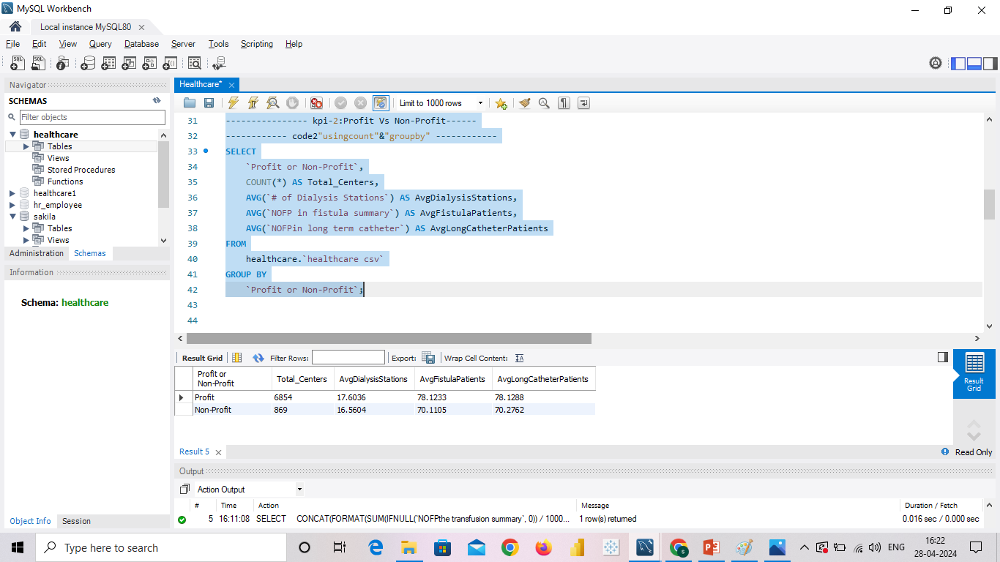 MySQL Workbench
Local instance MySQL80
File Edit View Query Database Server Tools Scripting Help
Navigator
SCHEMAS
Filter objects
healthcare
Tables
Views
Stored Procedures
Functions
healthcare1
hr_employee
sakila
Tables
Views
Administration Schemas
Information
Schema: healthcare
Object Info Session
Healthcare*
Limit to 1000 rows
31 ---------------- kpi-2:Profit Vs Non-Profit------
32 ------------ code2"usingcount"&"groupby" ------------
33 SELECT
34 `Profit or Non-Profit`,
35 COUNT(*) AS Total_Centers,
36 AVG(`# of Dialysis Stations`) AS AvgDialysisStations,
37 AVG(`NOFP in fistula summary`) AS AvgFistulaPatients,
38 AVG(`NOFPin long term catheter`) AS AvgLongCatheterPatients
39 FROM
40 healthcare.`healthcare csv`
41 GROUP BY
42 `Profit or Non-Profit`;
43
44
Result Grid Filter Rows: Export: Wrap Cell Content:
Profit or Non-Profit Total_Centers AvgDialysisStations AvgFistulaPatients AvgLongCatheterPatients
Profit 6854 17.6036 78.1233 78.1288
Non-Profit 869 16.5604 70.1105 70.2762
Result Grid
Result 5
Read Only
Output
Action Output
# Time Action Message Duration / Fetch
5 16:11:08 SELECT CONCAT(FORMAT(SUM(IFNULL(`NOFPthe transfusion summary`, 0)) / 1000... 1 row(s) returned 0.016 sec / 0.000 sec
Type here to search
ENG
16:22
28-04-2024